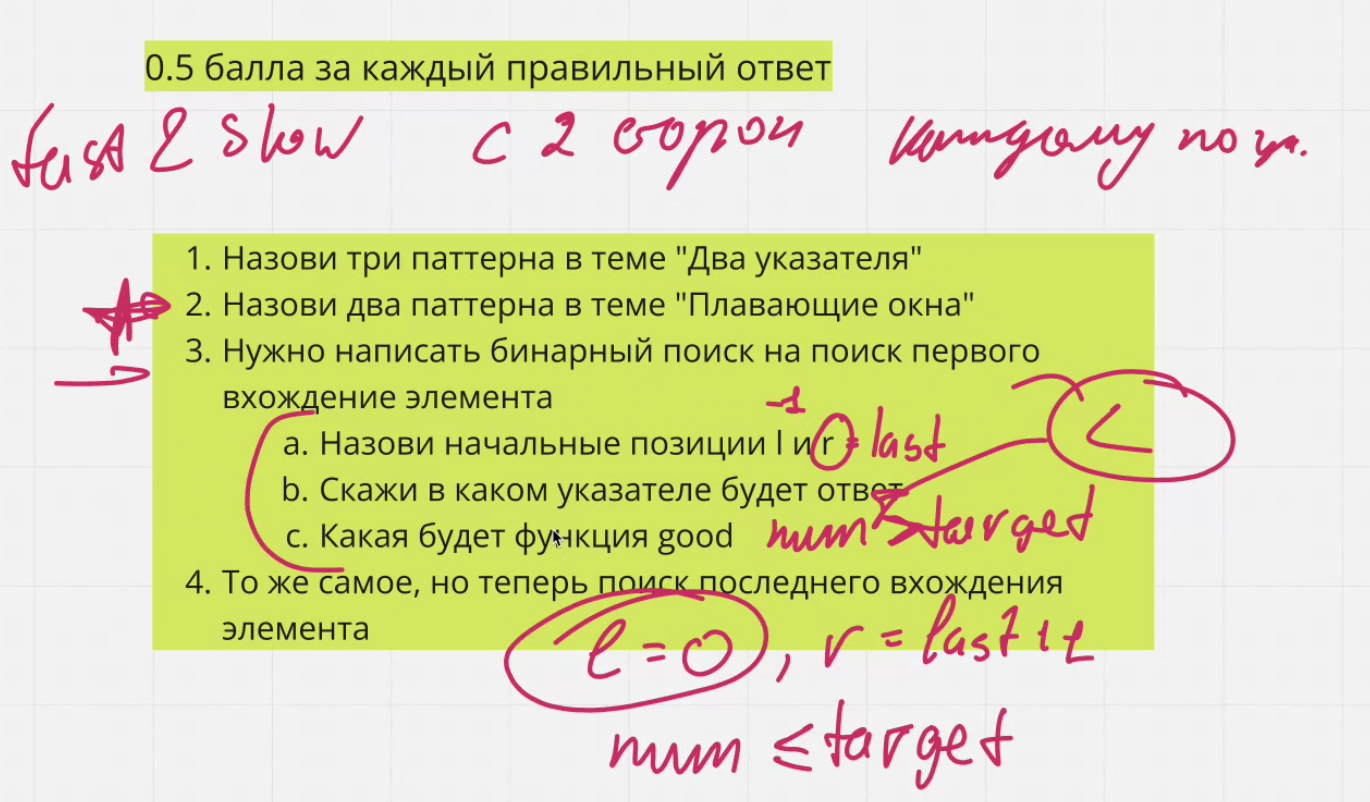 0.5 балла за каждый правильный ответ
fast & slow с 2 сторон каждому по ук.
1. Назови три паттерна в теме "Два указателя"
2. Назови два паттерна в теме "Плавающие окна"
3. Нужно написать бинарный поиск на поиск первого
вхождение элемента
-1
a. Назови начальные позиции l и r = last
<
b. Скажи в каком указателе будет ответ
c. Какая будет функция good num > target
4. То же самое, но теперь поиск последнего вхождения
элемента
l = 0, r = last + 1
num ≤ target